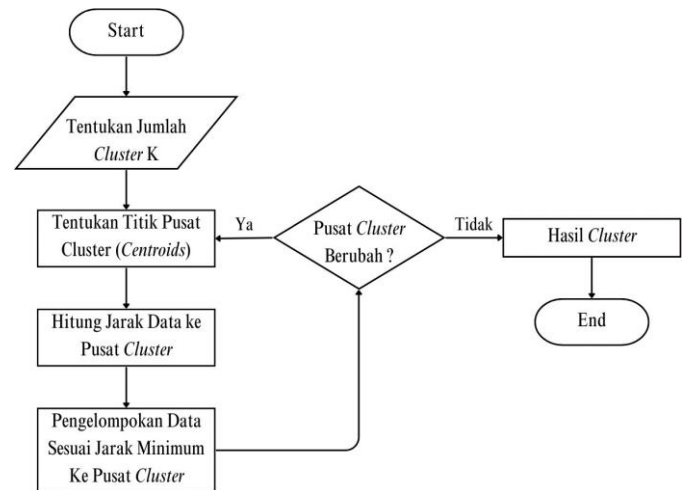 Start
Tentukan Jumlah
Cluster K
Tentukan Titik Pusat
Cluster (Centroids)
Hitung Jarak Data ke
Pusat Cluster
Pengelompokan Data
Sesuai Jarak Minimum
Ke Pusat Cluster
Ya
Pusat Cluster
Berubah ?
Tidak
Hasil Cluster
End